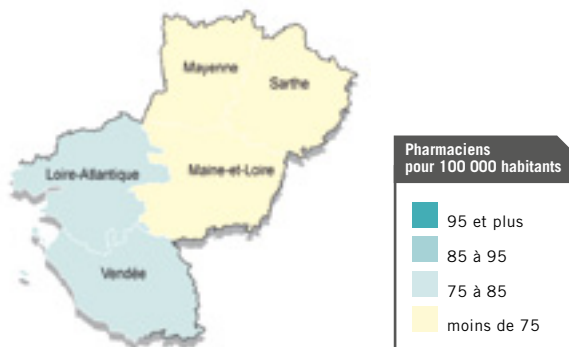 Mayenne
Sarthe
Loire-Atlantique
Maine-et-Loire
Vendée
Pharmaciens
pour 100 000 habitants
95 et plus
85 à 95
75 à 85
moins de 75